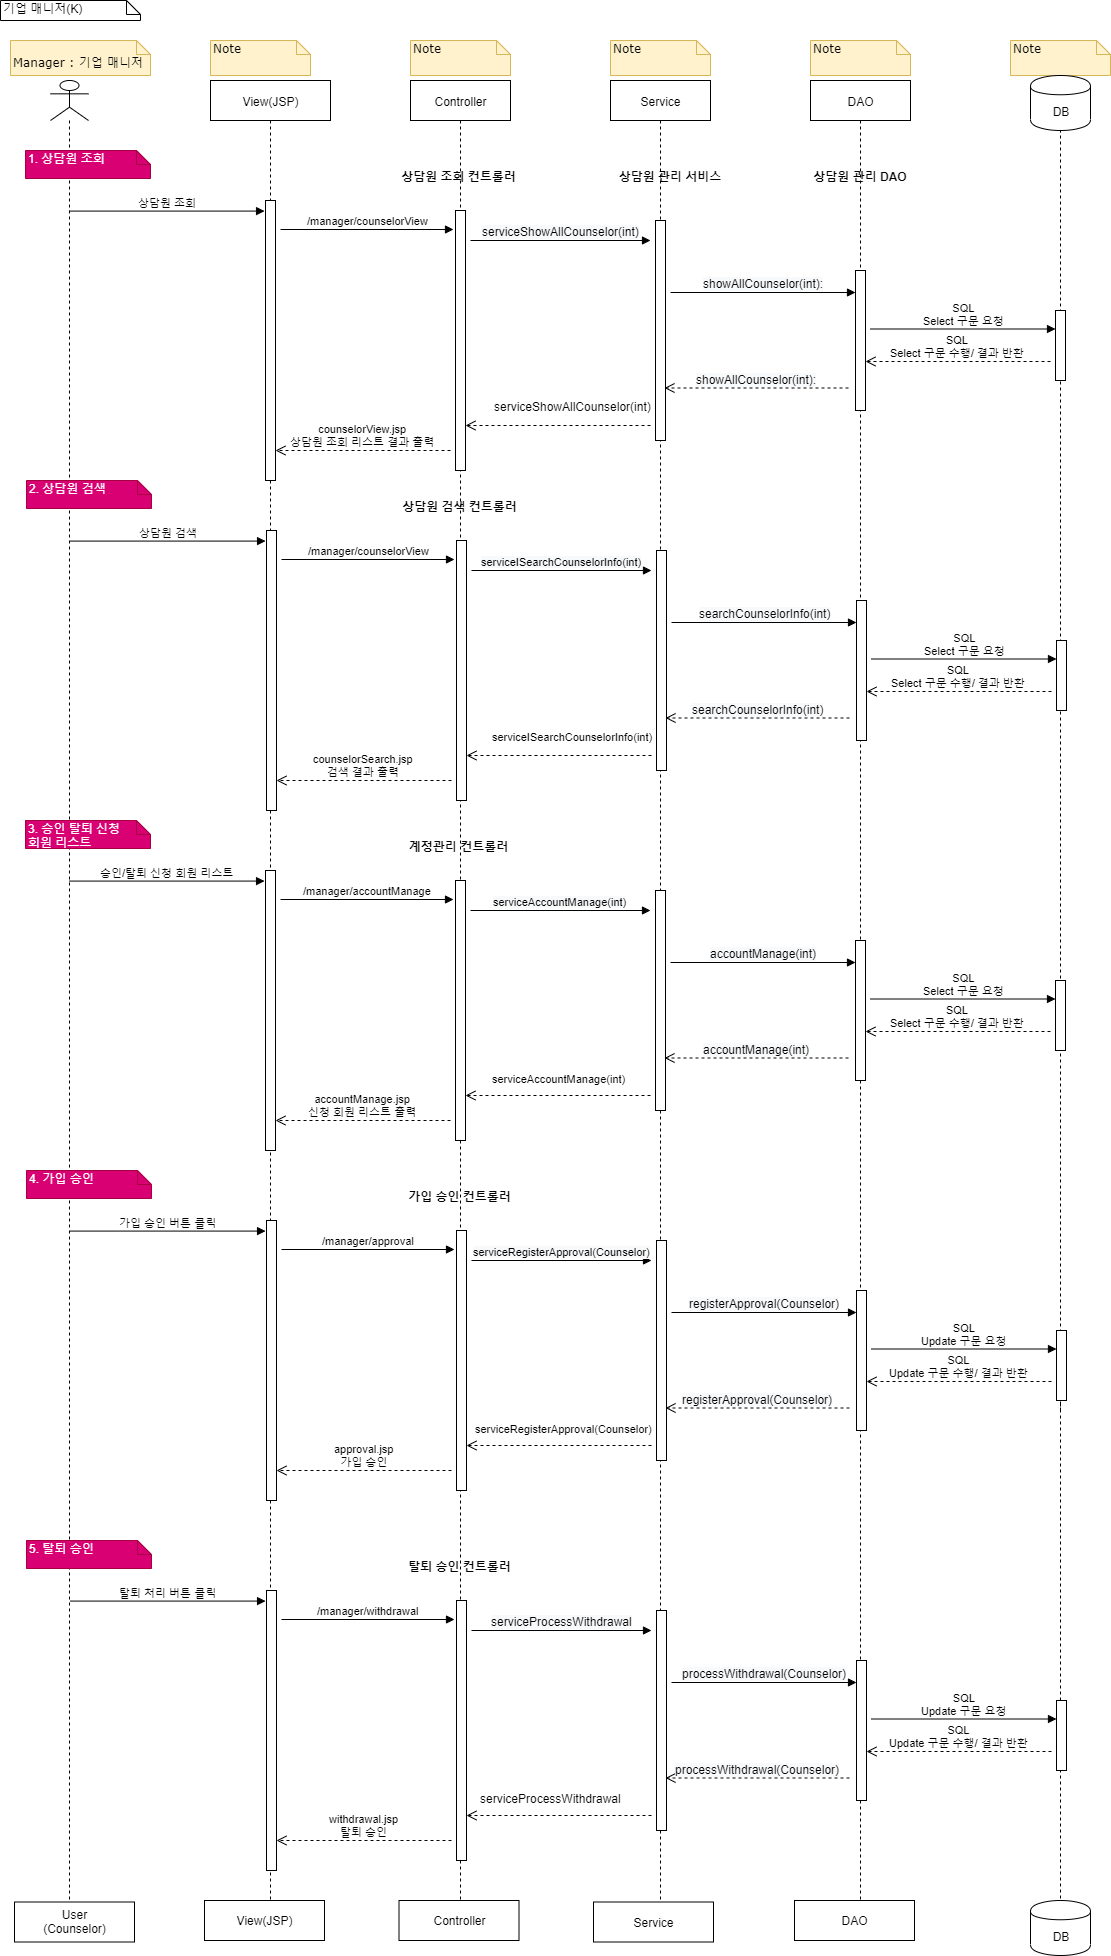 기업 매니저(K)
Manager : 기업 매니저
Note
Note
Note
Note
Note
View(JSP)
Controller
Service
DAO
DB
1. 상담원 조회
상담원 조회 컨트롤러
상담원 관리 서비스
상담원 관리 DAO
상담원 조회
/manager/counselorView
serviceShowAllCounselor(int)
showAllCounselor(int):
SQL
Select 구문 요청
SQL
Select 구문 수행/ 결과 반환
showAllCounselor(int):
serviceShowAllCounselor(int)
counselorView.jsp
상담원 조회 리스트 결과 출력
2. 상담원 검색
상담원 검색 컨트롤러
상담원 검색
/manager/counselorView
serviceISearchCounselorInfo(int)
searchCounselorInfo(int)
SQL
Select 구문 요청
SQL
Select 구문 수행/ 결과 반환
searchCounselorInfo(int)
serviceISearchCounselorInfo(int)
counselorSearch.jsp
검색 결과 출력
3. 승인 탈퇴 신청
회원 리스트
계정관리 컨트롤러
승인/탈퇴 신청 회원 리스트
/manager/accountManage
serviceAccountManage(int)
accountManage(int)
SQL
Select 구문 요청
SQL
Select 구문 수행/ 결과 반환
accountManage(int)
serviceAccountManage(int)
accountManage.jsp
신청 회원 리스트 출력
4. 가입 승인
가입 승인 컨트롤러
가입 승인 버튼 클릭
/manager/approval
serviceRegisterApproval(Counselor)
registerApproval(Counselor)
SQL
Update 구문 요청
SQL
Update 구문 수행/ 결과 반환
registerApproval(Counselor)
serviceRegisterApproval(Counselor)
approval.jsp
가입 승인
5. 탈퇴 승인
탈퇴 승인 컨트롤러
탈퇴 처리 버튼 클릭
/manager/withdrawal
serviceProcessWithdrawal
processWithdrawal(Counselor)
SQL
Update 구문 요청
SQL
Update 구문 수행/ 결과 반환
processWithdrawal(Counselor)
serviceProcessWithdrawal
withdrawal.jsp
탈퇴 승인
User
(Counselor)
View(JSP)
Controller
Service
DAO
DB